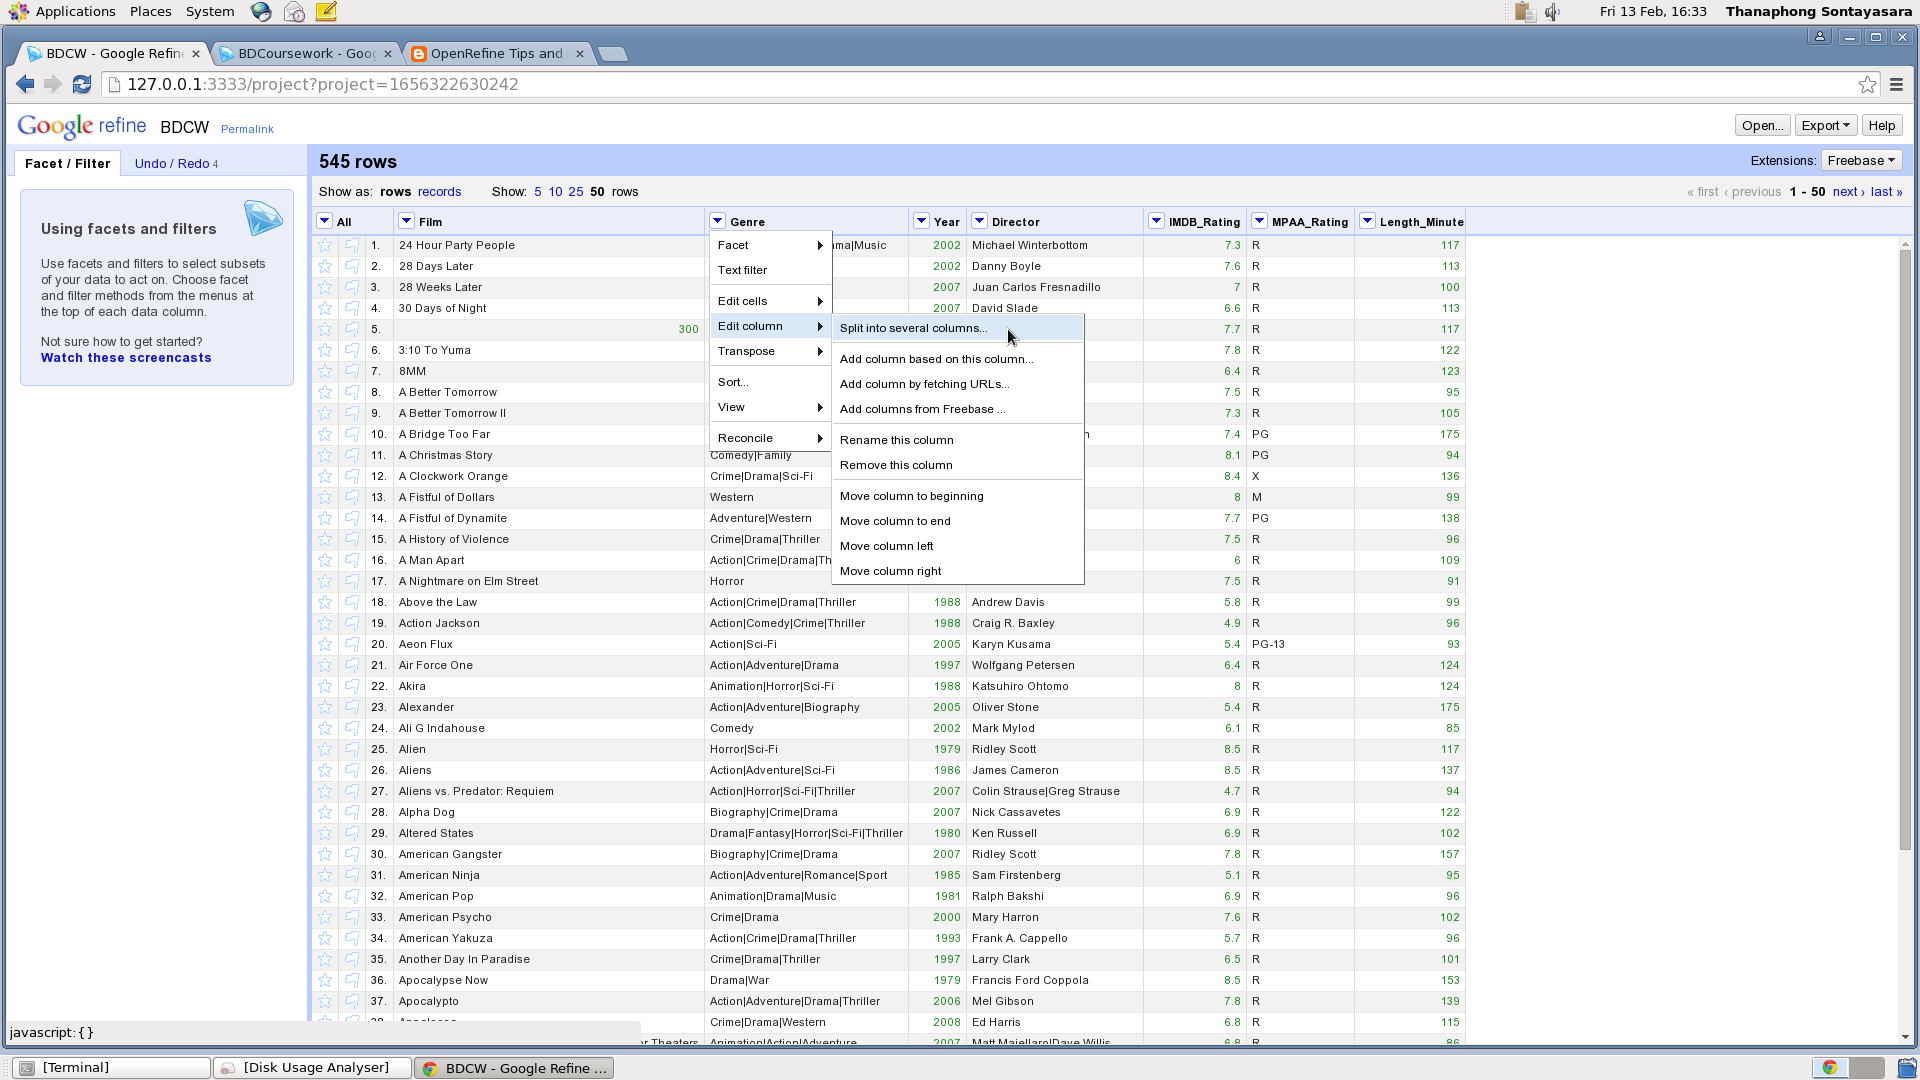 Applications Places System Fri 13 Feb, 16:33 Thanaphong Sontayasara
BDCW - Google Refin BDCoursework - Goog OpenRefine Tips and
127.0.0.1:3333/project?project=1656322630242
Google refine BDCW Permalink Open... Export Help
Facet / Filter Undo / Redo 4 545 rows Extensions: Freebase
Show as: rows records Show: 5 10 25 50 rows « first ‹ previous 1 - 50 next › last »
Using facets and filters
Use facets and filters to select subsets
of your data to act on. Choose facet
and filter methods from the menus at
the top of each data column.
Not sure how to get started?
Watch these screencasts
All Film Genre Year Director IMDB_Rating MPAA_Rating Length_Minute
1. 24 Hour Party People ma|Music 2002 Michael Winterbottom 7.3 R 117
2. 28 Days Later 2002 Danny Boyle 7.6 R 113
3. 28 Weeks Later 2007 Juan Carlos Fresnadillo 7 R 100
4. 30 Days of Night 2007 David Slade 6.6 R 113
5. 300 7.7 R 117
6. 3:10 To Yuma 7.8 R 122
7. 8MM 6.4 R 123
8. A Better Tomorrow 7.5 R 95
9. A Better Tomorrow II 7.3 R 105
10. A Bridge Too Far n 7.4 PG 175
11. A Christmas Story Comedy|Family 8.1 PG 94
12. A Clockwork Orange Crime|Drama|Sci-Fi 8.4 X 136
13. A Fistful of Dollars Western 8 M 99
14. A Fistful of Dynamite Adventure|Western 7.7 PG 138
15. A History of Violence Crime|Drama|Thriller 7.5 R 96
16. A Man Apart Action|Crime|Drama|Th 6 R 109
17. A Nightmare on Elm Street Horror 7.5 R 91
18. Above the Law Action|Crime|Drama|Thriller 1988 Andrew Davis 5.8 R 99
19. Action Jackson Action|Comedy|Crime|Thriller 1988 Craig R. Baxley 4.9 R 96
20. Aeon Flux Action|Sci-Fi 2005 Karyn Kusama 5.4 PG-13 93
21. Air Force One Action|Adventure|Drama 1997 Wolfgang Petersen 6.4 R 124
22. Akira Animation|Horror|Sci-Fi 1988 Katsuhiro Ohtomo 8 R 124
23. Alexander Action|Adventure|Biography 2005 Oliver Stone 5.4 R 175
24. Ali G Indahouse Comedy 2002 Mark Mylod 6.1 R 85
25. Alien Horror|Sci-Fi 1979 Ridley Scott 8.5 R 117
26. Aliens Action|Adventure|Sci-Fi 1986 James Cameron 8.5 R 137
27. Aliens vs. Predator: Requiem Action|Horror|Sci-Fi|Thriller 2007 Colin Strause|Greg Strause 4.7 R 94
28. Alpha Dog Biography|Crime|Drama 2007 Nick Cassavetes 6.9 R 122
29. Altered States Drama|Fantasy|Horror|Sci-Fi|Thriller 1980 Ken Russell 6.9 R 102
30. American Gangster Biography|Crime|Drama 2007 Ridley Scott 7.8 R 157
31. American Ninja Action|Adventure|Romance|Sport 1985 Sam Firstenberg 5.1 R 95
32. American Pop Animation|Drama|Music 1981 Ralph Bakshi 6.9 R 96
33. American Psycho Crime|Drama 2000 Mary Harron 7.6 R 102
34. American Yakuza Action|Crime|Drama|Thriller 1993 Frank A. Cappello 5.7 R 96
35. Another Day In Paradise Crime|Drama|Thriller 1997 Larry Clark 6.5 R 101
36. Apocalypse Now Drama|War 1979 Francis Ford Coppola 8.5 R 153
37. Apocalypto Action|Adventure|Drama|Thriller 2006 Mel Gibson 7.8 R 139
38. Crime|Drama|Western 2008 Ed Harris 6.8 R 115
Theaters Animation|Action|Adventure 2007 Matt Maiellaro|Dave Willis 6.8 R 86
Facet
Text filter
Edit cells
Edit column
Transpose
Sort...
View
Reconcile
Split into several columns...
Add column based on this column...
Add column by fetching URLs...
Add columns from Freebase ...
Rename this column
Remove this column
Move column to beginning
Move column to end
Move column left
Move column right
javascript:{}
[Terminal] [Disk Usage Analyser] BDCW - Google Refine ...